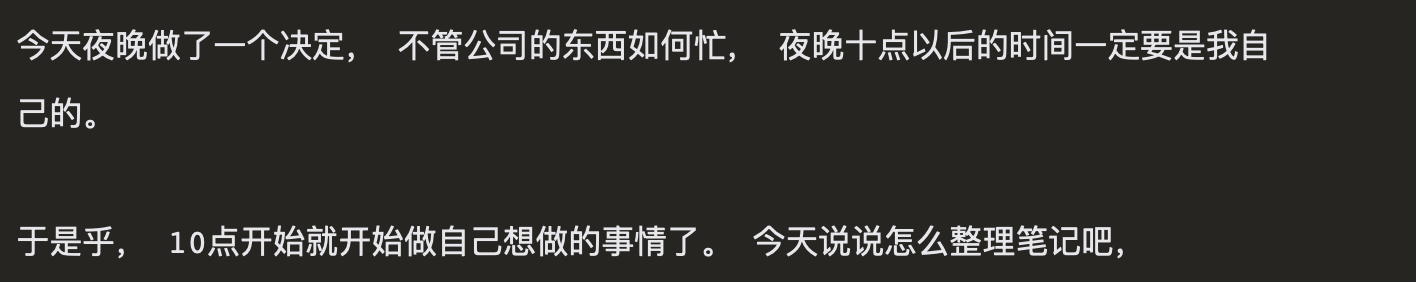 今天夜晚做了一个决定， 不管公司的东西如何忙， 夜晚十点以后的时间一定要是我自
己的。
于是乎， 10点开始就开始做自己想做的事情了。 今天说说怎么整理笔记吧，